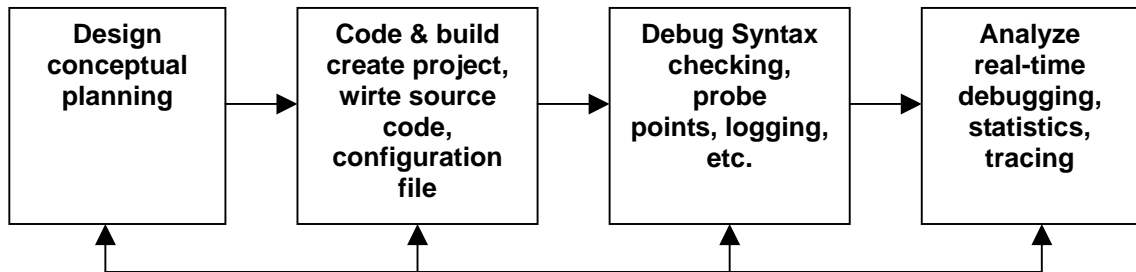 Design
conceptual
planning
Code & build
create project,
wirte source
code,
configuration
file
Debug Syntax
checking,
probe
points, logging,
etc.
Analyze
real-time
debugging,
statistics,
tracing